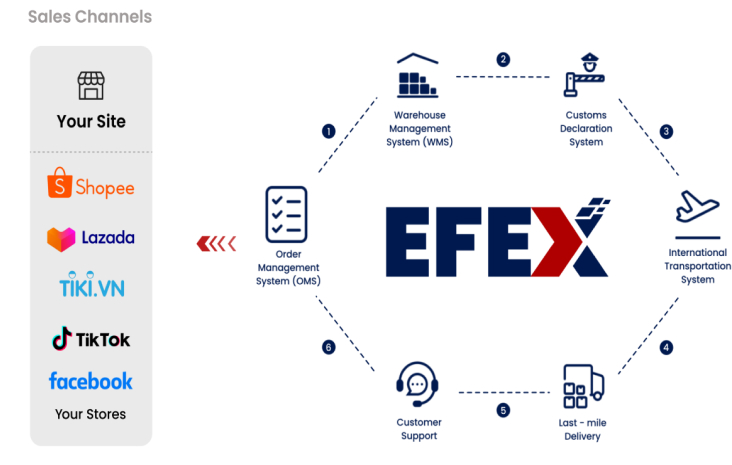 Sales Channels
Your Site
Shopee
Lazada
TIKI.VN
TikTok
facebook
Your Stores
1
Warehouse
Management
System (WMS)
2
Customs
Declaration
System
3
Order
Management
System (OMS)
EFEX
International
Transportation
System
6
4
Customer
Support
5
Last - mile
Delivery